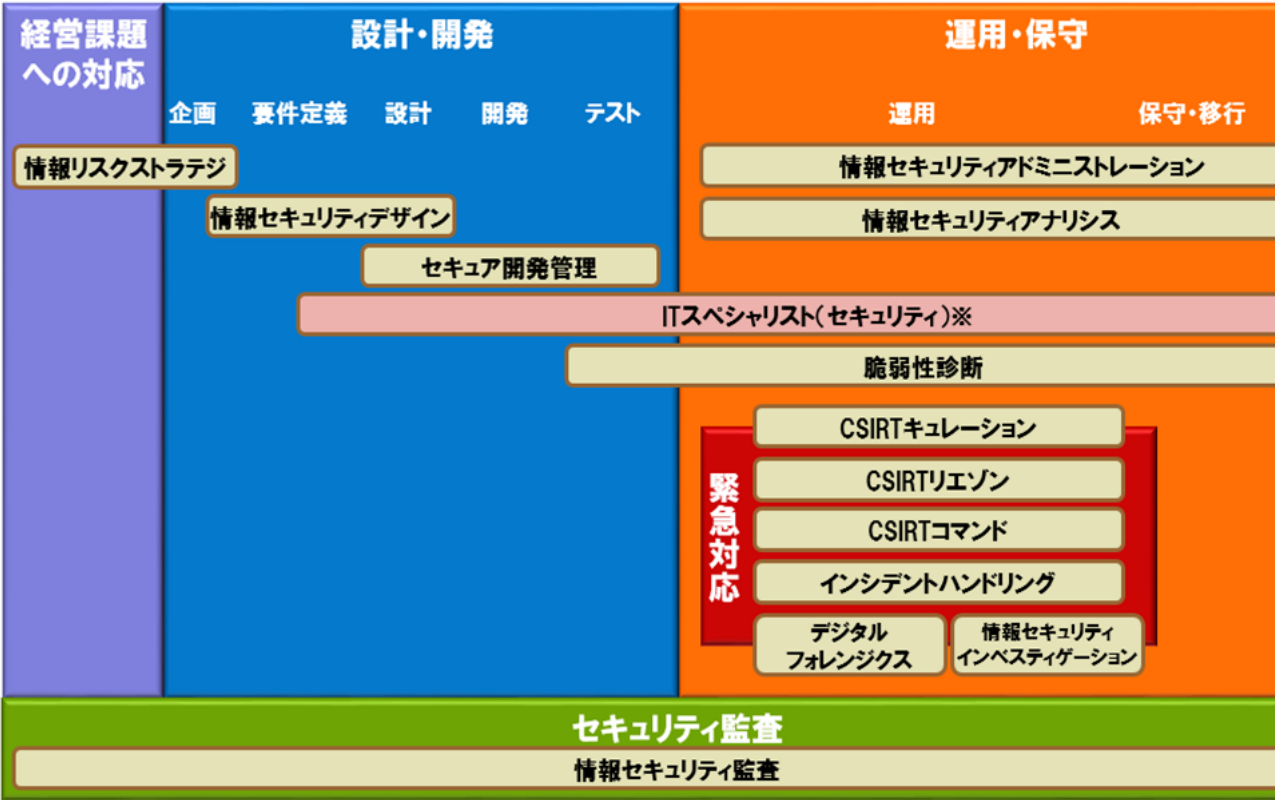 経営課題
への対応
設計・開発
運用・保守
企画 要件定義 設計 開発 テスト 運用 保守・移行
情報リスクストラテジ
情報セキュリティアドミニストレーション
情報セキュリティデザイン
情報セキュリティアナリシス
セキュア開発管理
ITスペシャリスト(セキュリティ)※
脆弱性診断
緊急対応
CSIRTキュレーション
CSIRTリエゾン
CSIRTコマンド
インシデントハンドリング
デジタル
フォレンジクス
情報セキュリティ
インベスティゲーション
セキュリティ監査
情報セキュリティ監査